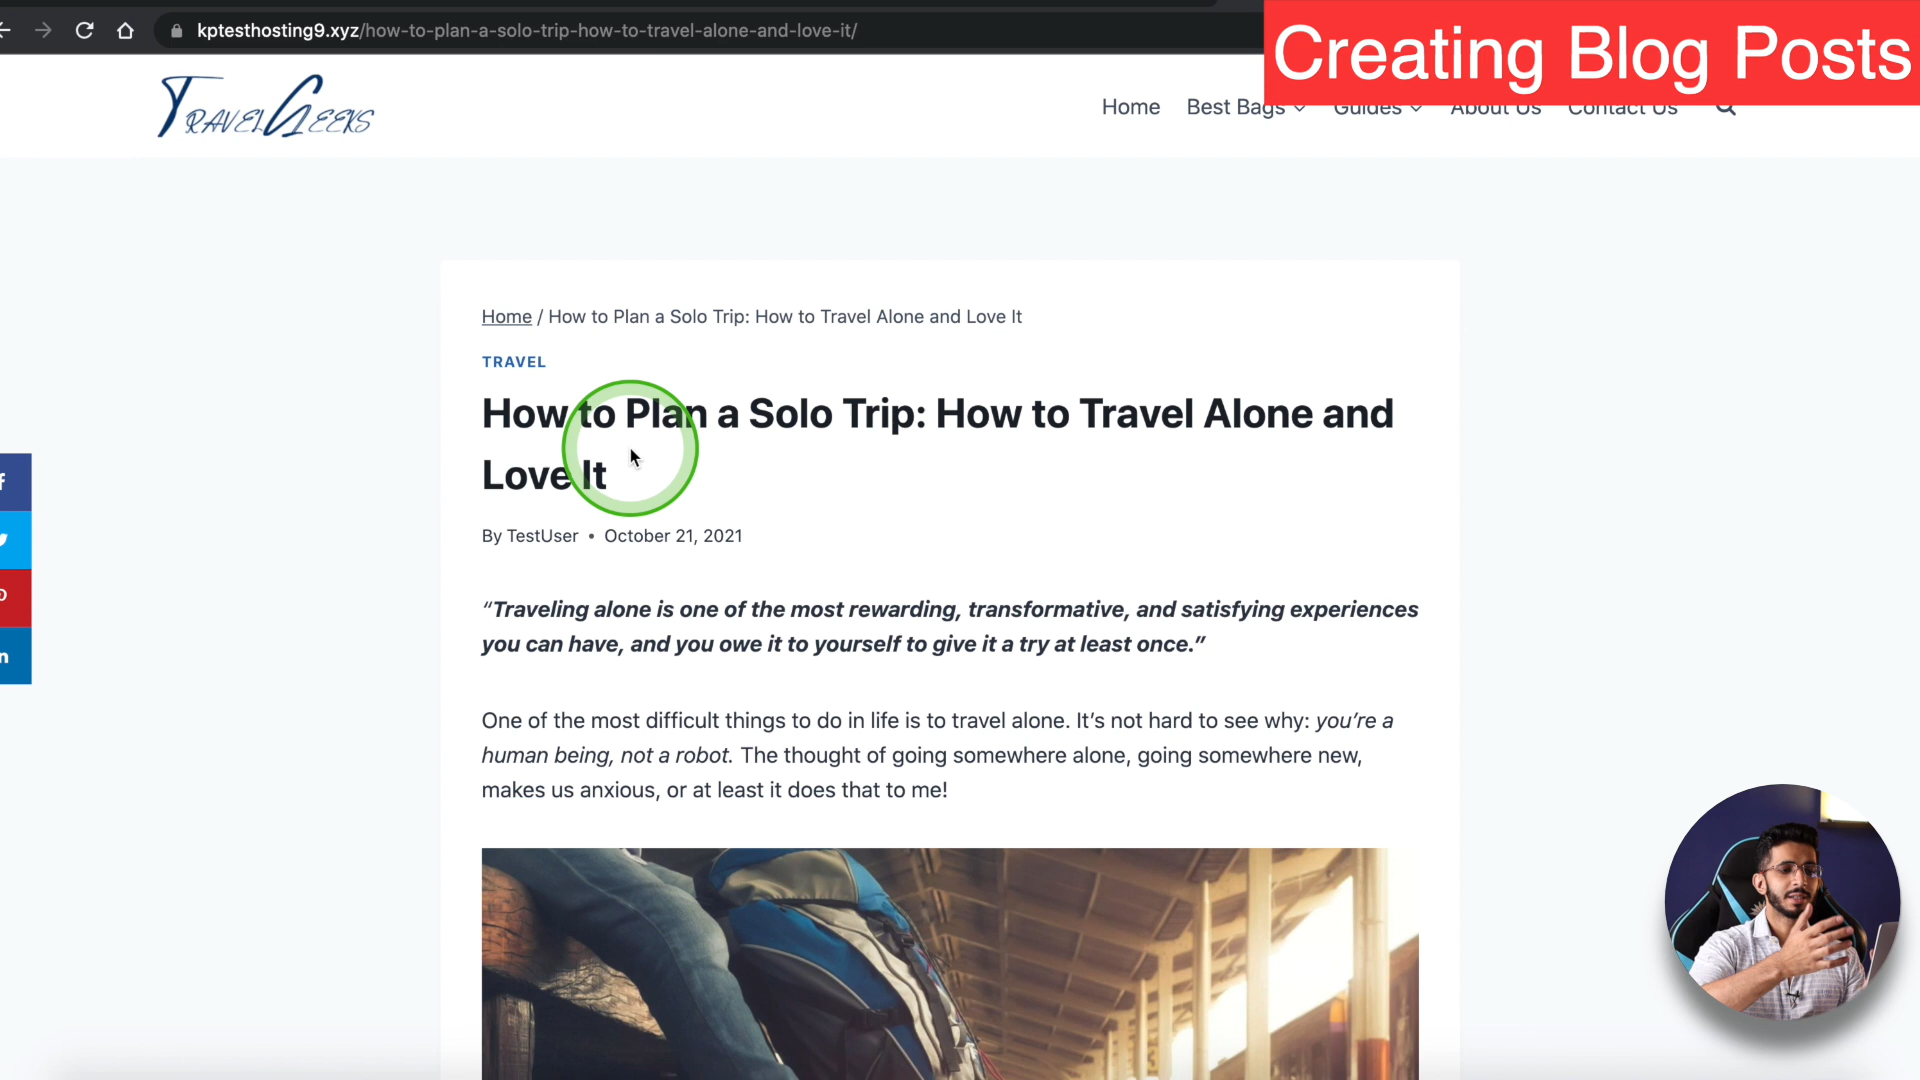 kptesthosting9.xyz/how-to-plan-a-solo-trip-how-to-travel-alone-and-love-it/
Creating Blog Posts
TRAVELGEEKS
Home Best Bags Guides About Us Contact Us
Home / How to Plan a Solo Trip: How to Travel Alone and Love It
TRAVEL
How to Plan a Solo Trip: How to Travel Alone and
Love It
By TestUser • October 21, 2021
“Traveling alone is one of the most rewarding, transformative, and satisfying experiences
you can have, and you owe it to yourself to give it a try at least once.”
One of the most difficult things to do in life is to travel alone. It’s not hard to see why: you’re a
human being, not a robot. The thought of going somewhere alone, going somewhere new,
makes us anxious, or at least it does that to me!